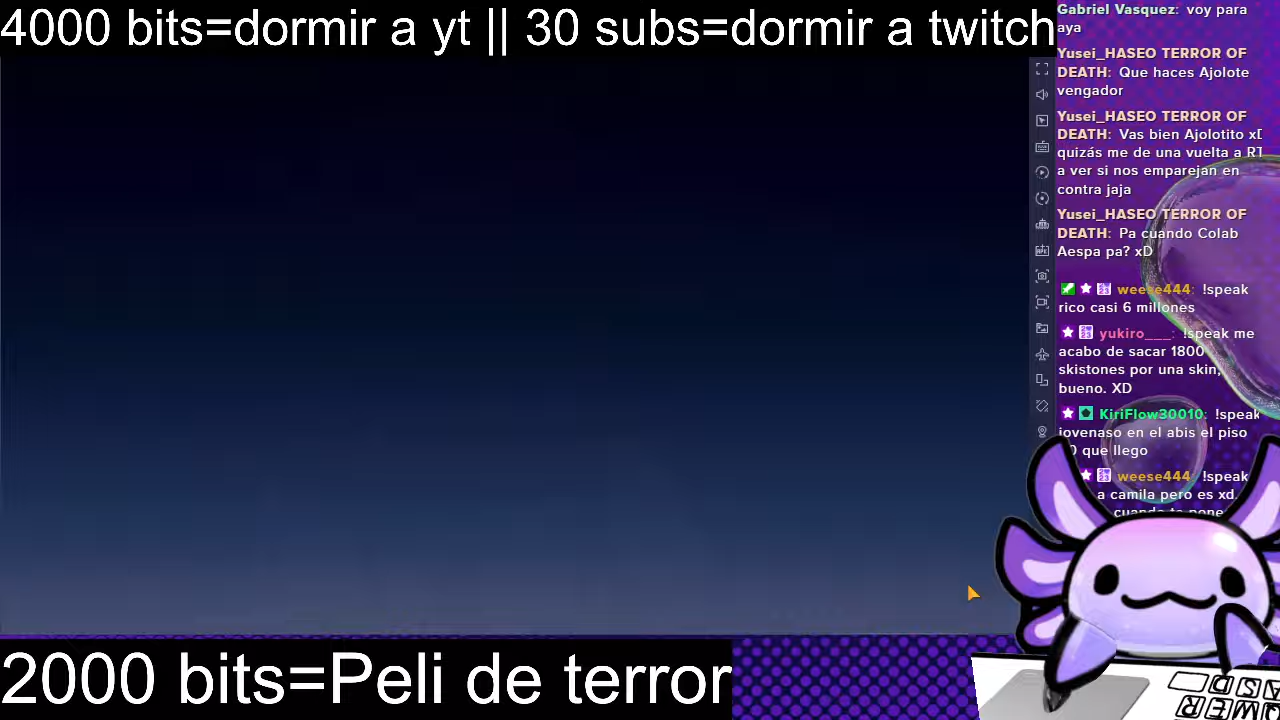 4000 bits=dormir a yt || 30 subs=dormir a twitch
Gabriel Vasquez: voy para
aya
Yusei_HASEO TERROR OF
DEATH: Que haces Ajolote
vengador
Yusei_HASEO TERROR OF
DEATH: Vas bien Ajolotito xD
quizás me de una vuelta a RT
a ver si nos emparejan en
contra jaja
Yusei_HASEO TERROR OF
DEATH: Pa cuando Colab
Aespa pa? xD
weese444: !speak
rico casi 6 millones
yukiro___: !speak me
acabo de sacar 1800
skistones por una skin,
bueno. XD
KiriFlow30010: !speak
jovenaso en el abis el piso
que llego
weese444: !speak
a camila pero es xd.
cuando te pone
2000 bits=Peli de terror